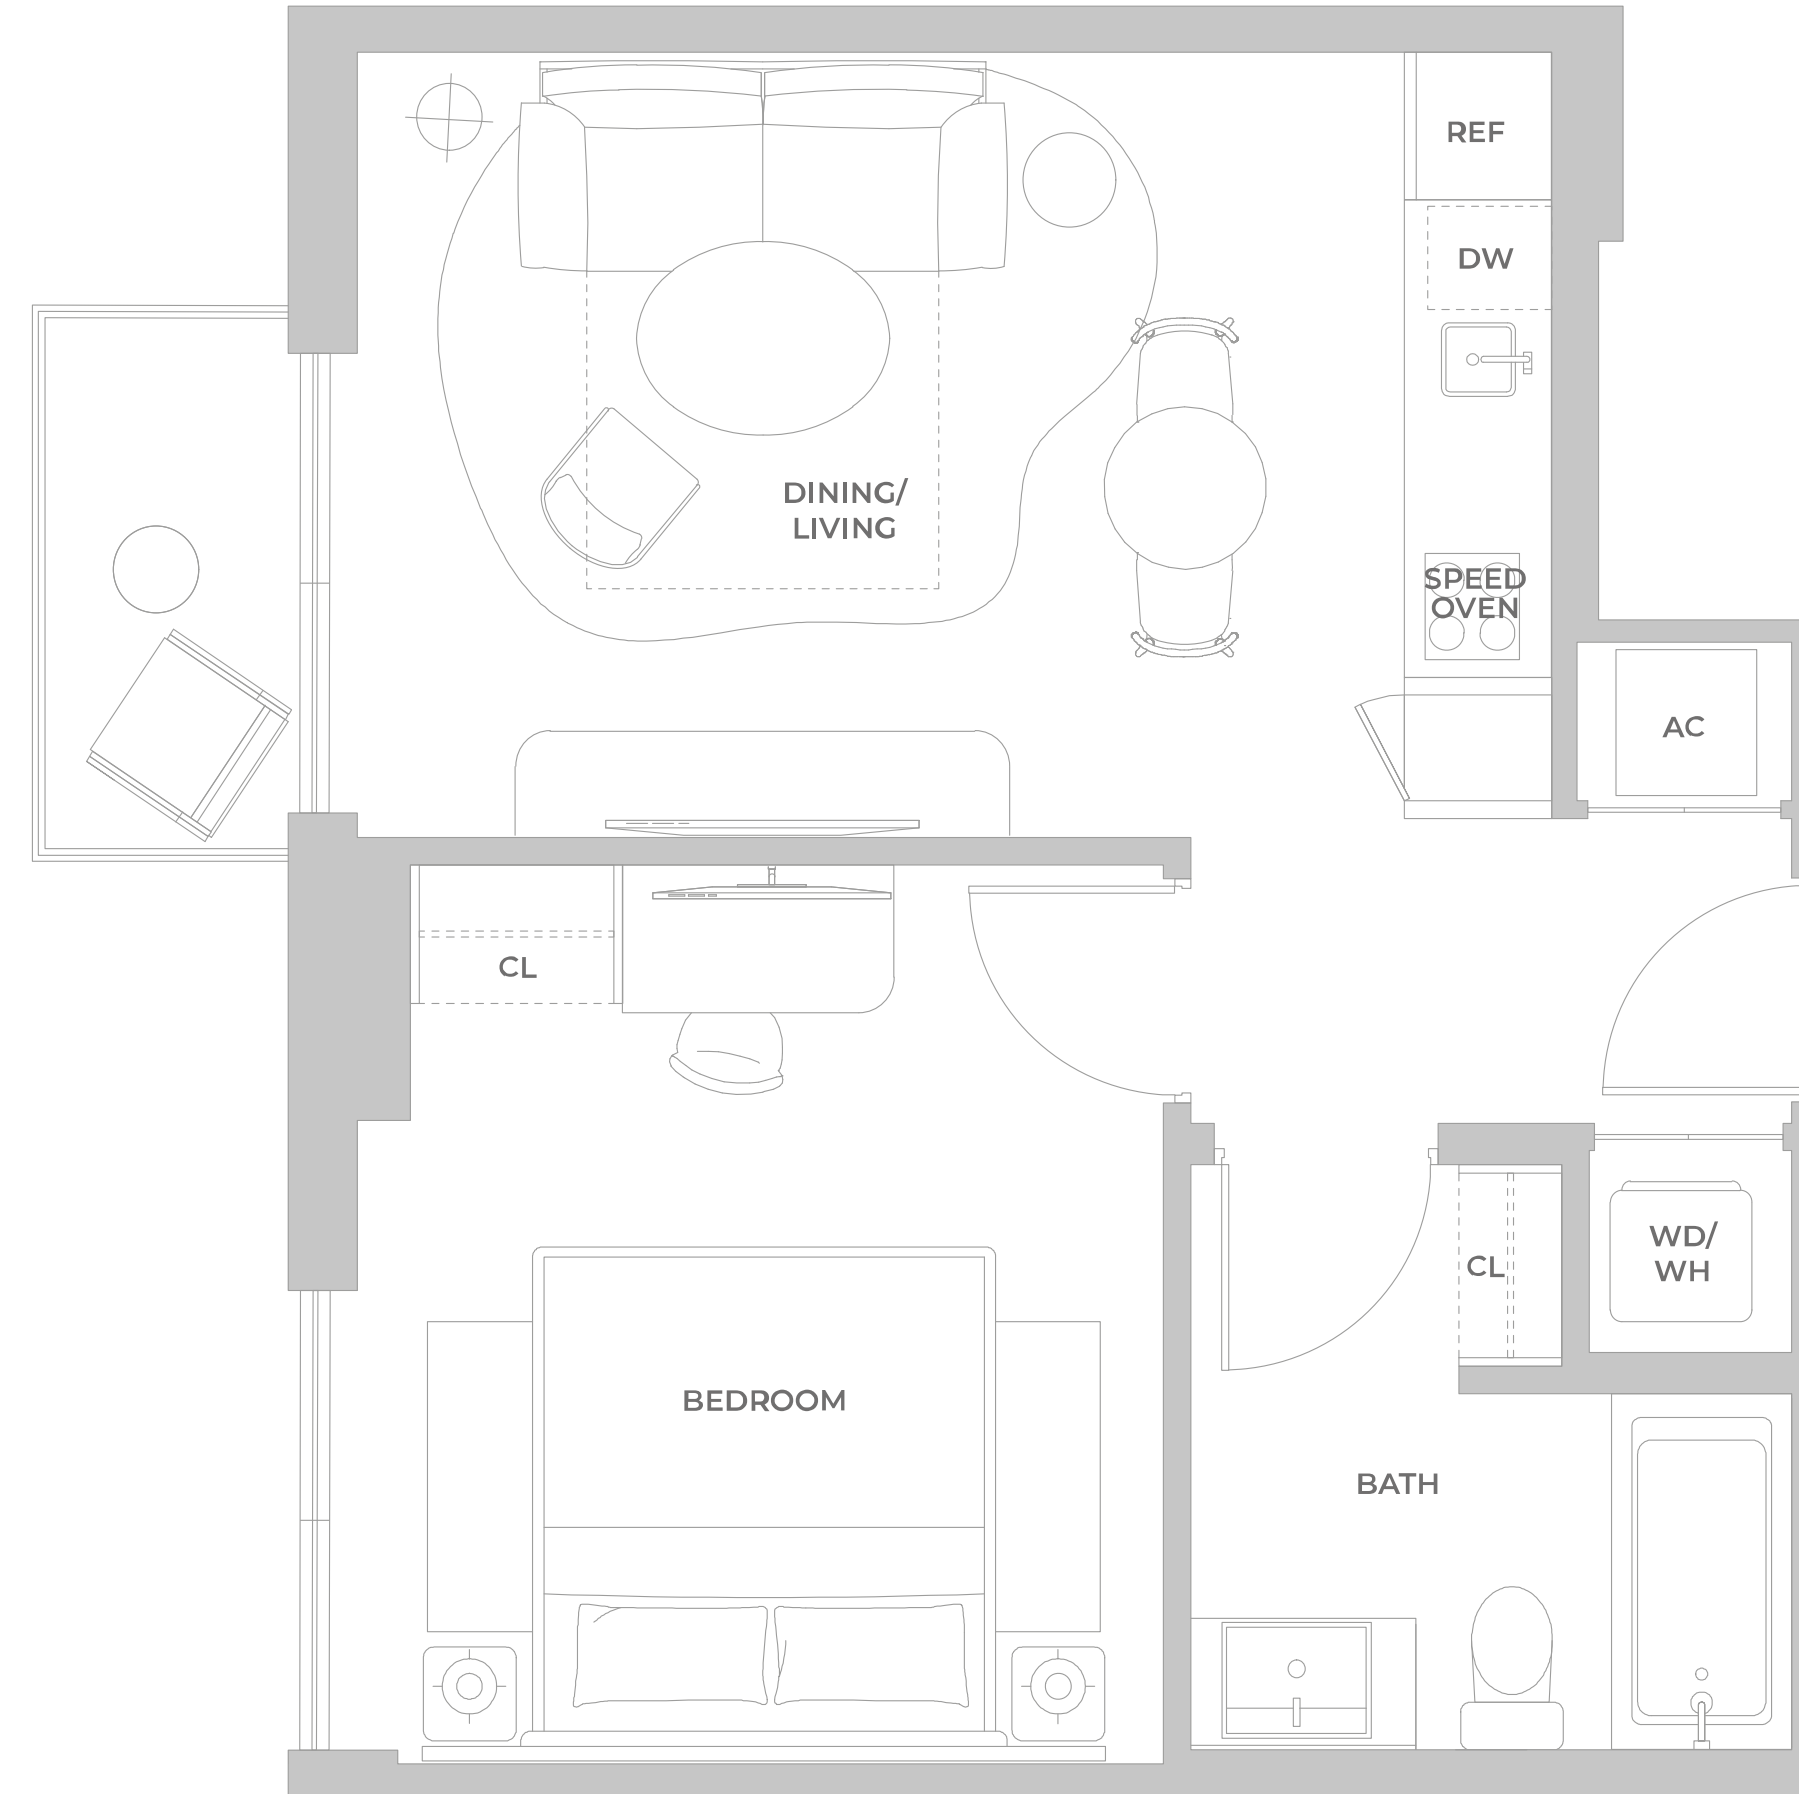 REF
DW
DINING/
LIVING
SPEED
OVEN
AC
CL
WD/
WH
CL
BEDROOM
BATH